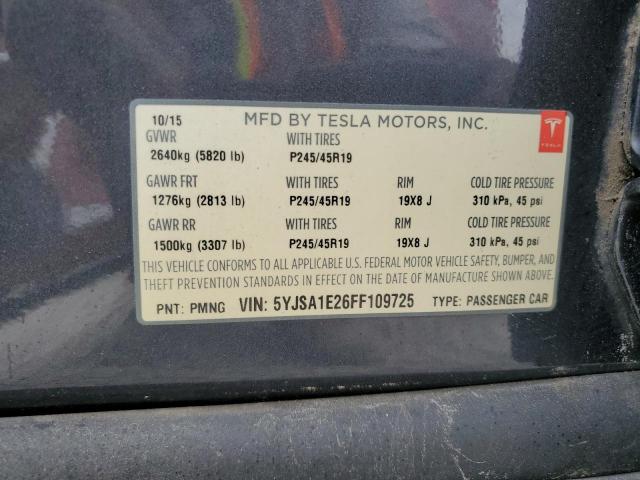 10/15 MFD BY TESLA MOTORS, INC.
GVWR WITH TIRES
2640kg (5820 lb) P245/45R19
TESLA
GAWR FRT WITH TIRES RIM COLD TIRE PRESSURE
1276kg (2813 lb) P245/45R19 19X8 J 310 kPa, 45 psi
GAWR RR WITH TIRES RIM COLD TIRE PRESSURE
1500kg (3307 lb) P245/45R19 19X8 J 310 kPa, 45 psi
THIS VEHICLE CONFORMS TO ALL APPLICABLE U.S. FEDERAL MOTOR VEHICLE SAFETY, BUMPER, AND
THEFT PREVENTION STANDARDS IN EFFECT ON THE DATE OF MANUFACTURE SHOWN ABOVE.
PNT: PMNG VIN: 5YJSA1E26FF109725 TYPE: PASSENGER CAR